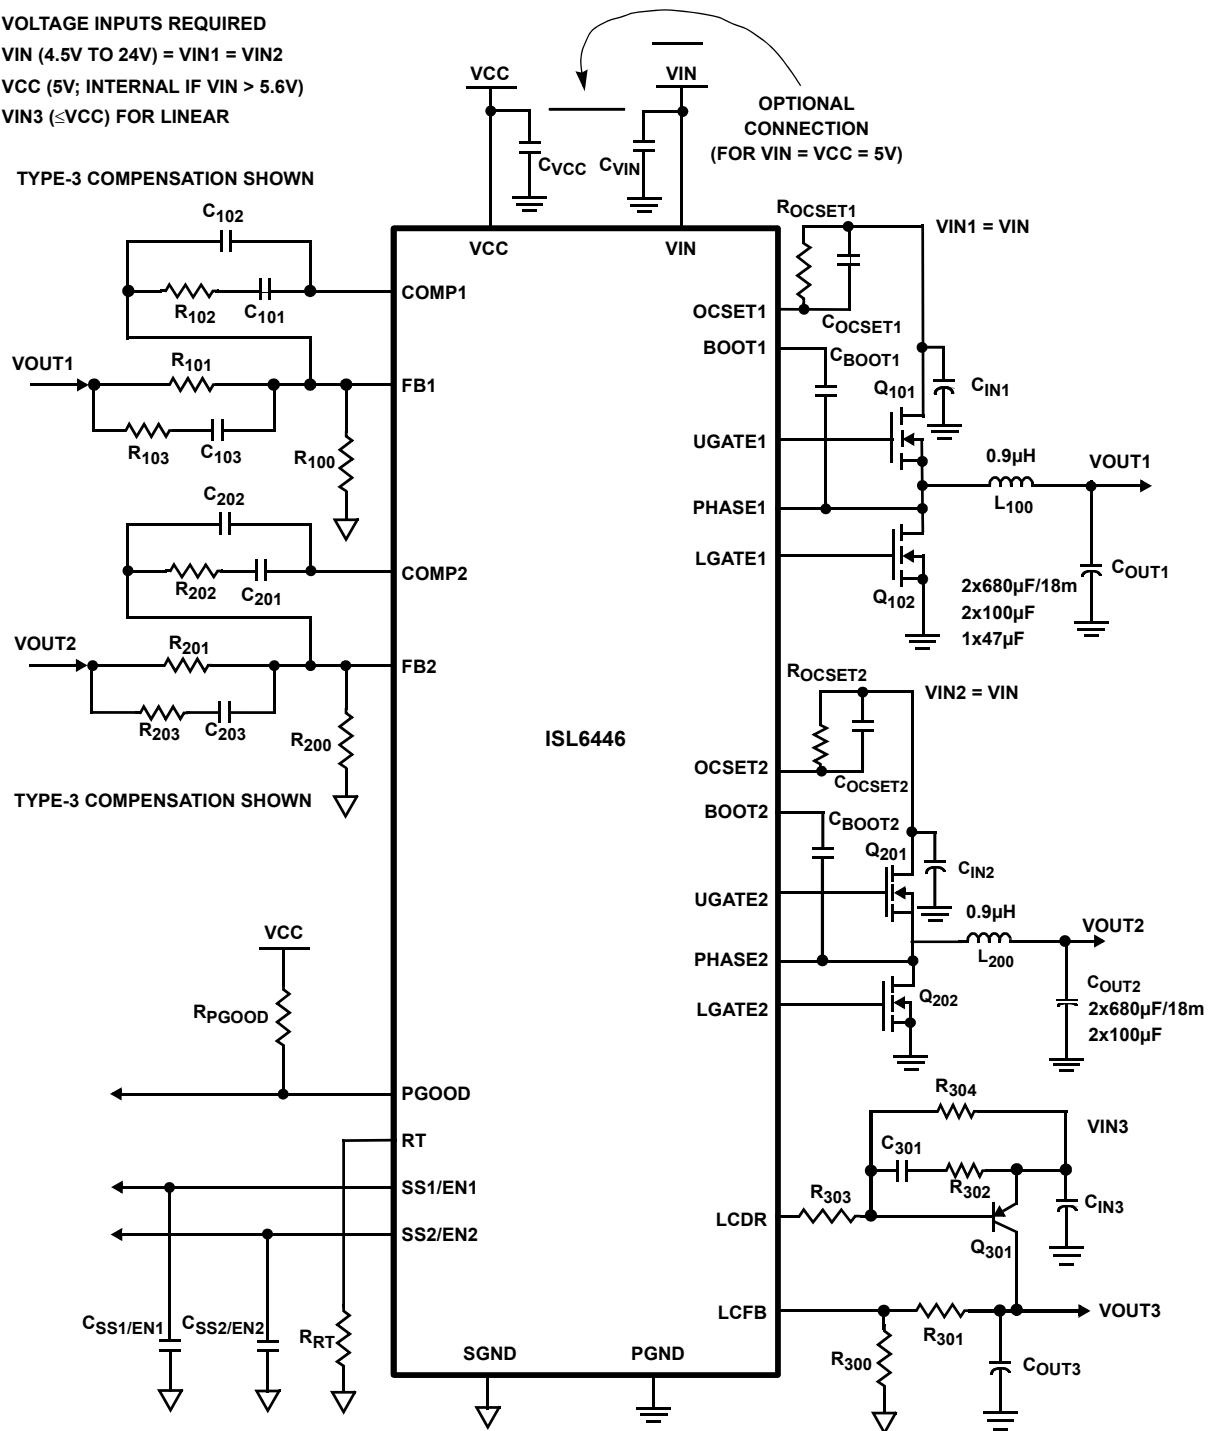 VOLTAGE INPUTS REQUIRED
VIN (4.5V TO 24V) = VIN1 = VIN2
VCC (5V; INTERNAL IF VIN > 5.6V)
VIN3 (≤VCC) FOR LINEAR
VCC
VIN
OPTIONAL
CONNECTION
(FOR VIN = VCC = 5V)
CVCC
CVIN
TYPE-3 COMPENSATION SHOWN
C102
R102
C101
COMP1
VOUT1
R101
FB1
R103
C103
R100
C202
R202
C201
COMP2
VOUT2
R201
FB2
R203
C203
R200
TYPE-3 COMPENSATION SHOWN
VCC
VIN
ISL6446
ROCSET1
VIN1 = VIN
OCSET1
COCSET1
BOOT1
CBOOT1
Q101
CIN1
UGATE1
0.9µH
VOUT1
PHASE1
L100
LGATE1
Q102
COUT1
2x680µF/18m
2x100µF
1x47µF
ROCSET2
VIN2 = VIN
OCSET2
COCSET2
BOOT2
CBOOT2
Q201
CIN2
UGATE2
0.9µH
VOUT2
PHASE2
L200
LGATE2
Q202
COUT2
2x680µF/18m
2x100µF
VCC
RPGOOD
PGOOD
RT
SS1/EN1
SS2/EN2
CSS1/EN1
CSS2/EN2
RRT
SGND
PGND
R304
VIN3
C301
R302
R303
LCDR
CIN3
Q301
LCFB
R301
VOUT3
R300
COUT3